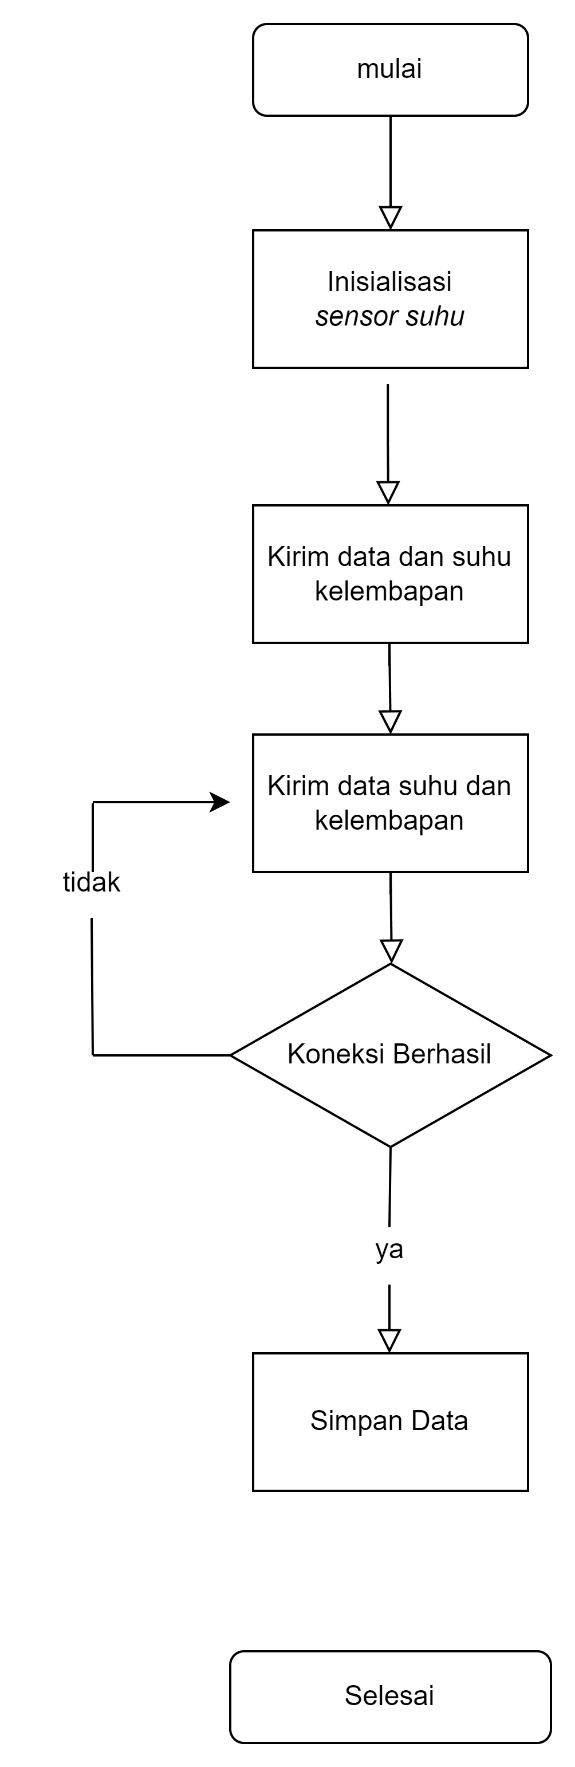 mulai
Inisialisasi
sensor suhu
Kirim data dan suhu
kelembapan
Kirim data suhu dan
kelembapan
tidak
Koneksi Berhasil
ya
Simpan Data
Selesai